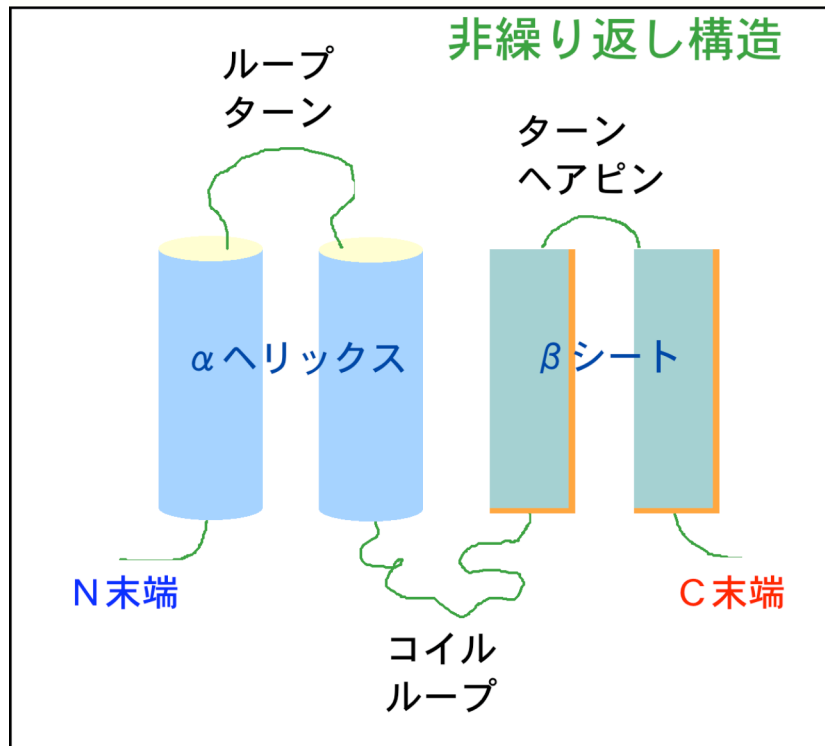 非繰り返し構造
ループ
ターン
ターン
ヘアピン
αヘリックス
βシート
N末端
C末端
コイル
ループ